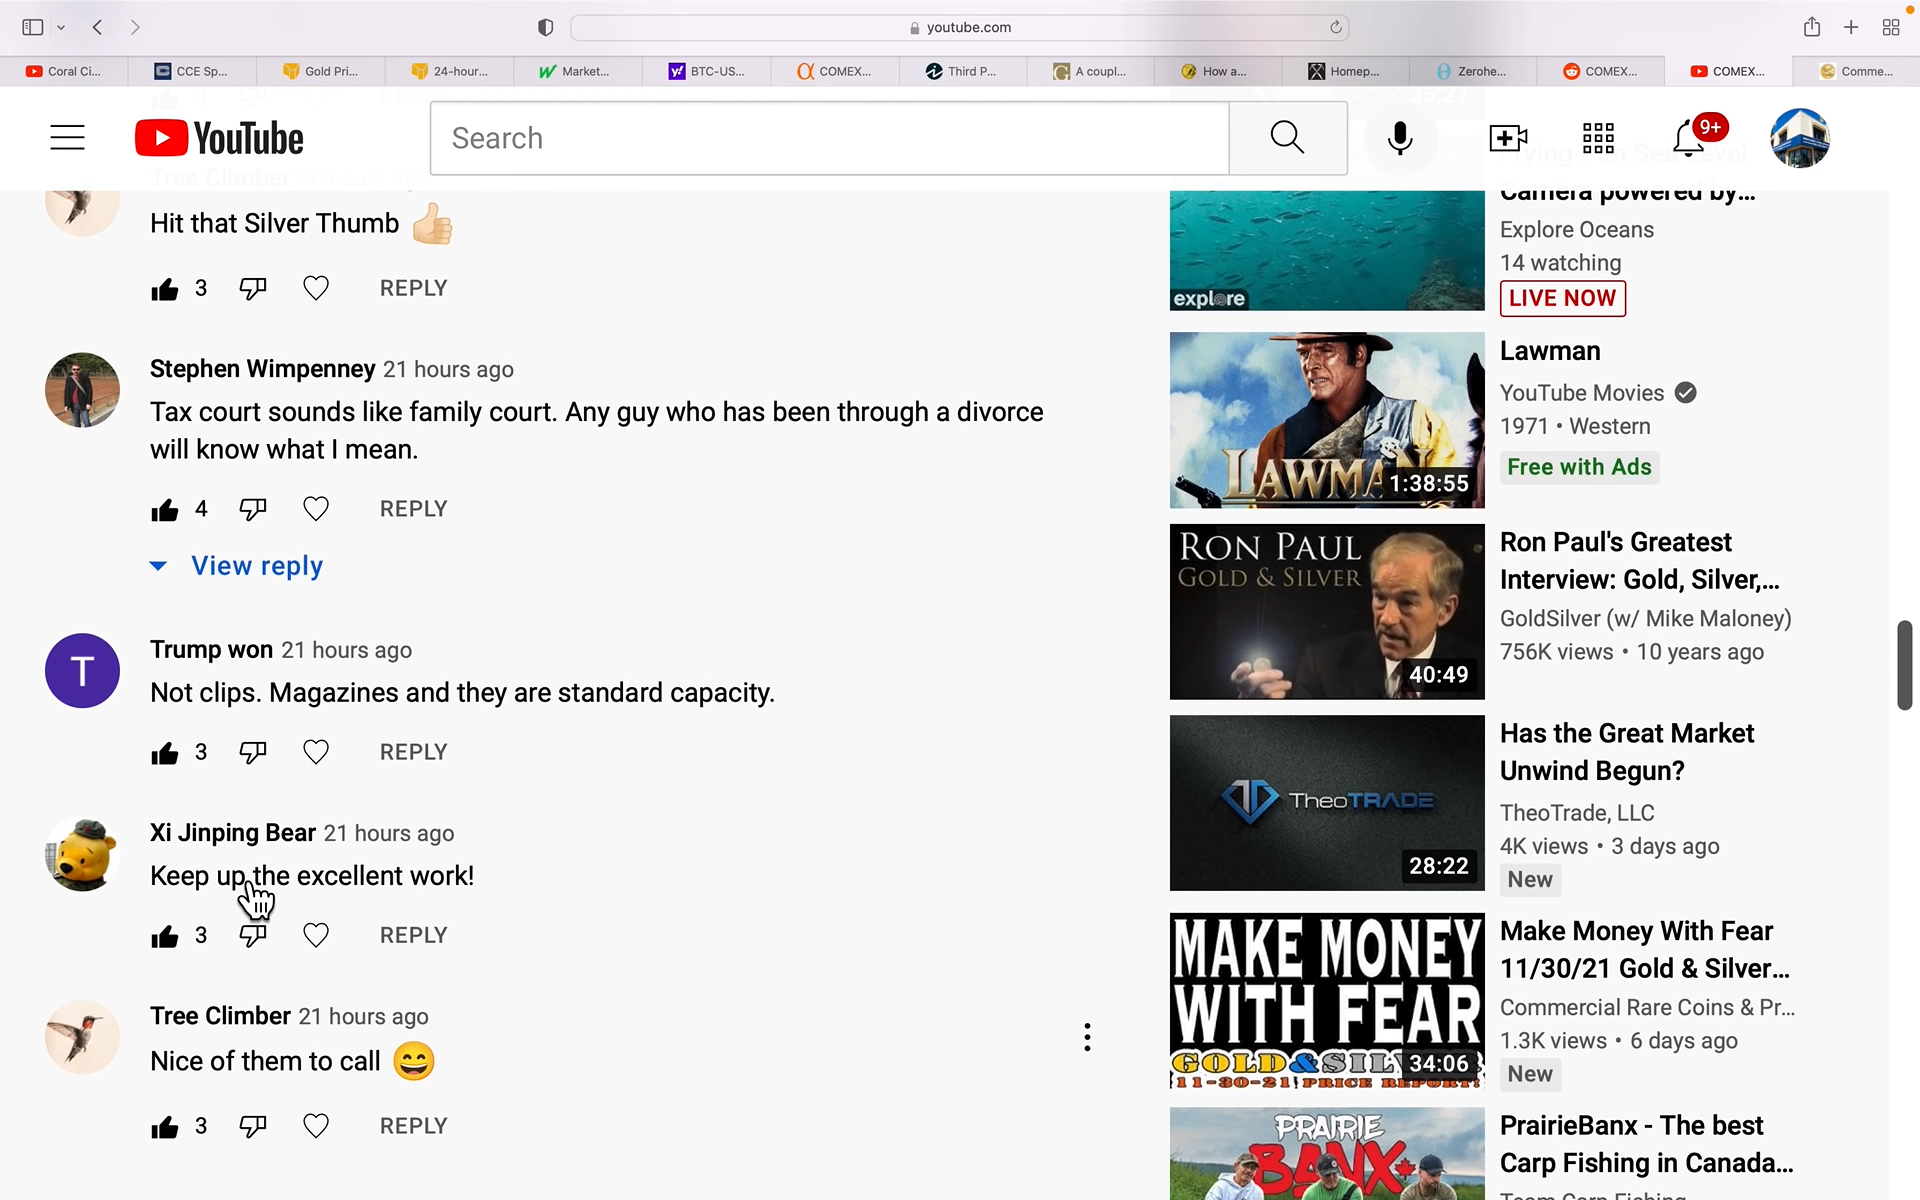 youtube.com
Coral Ci...
CCE Sp...
Gold Pri...
24-hour...
Market...
BTC-US...
COMEX...
Third P...
A coupl...
How a...
Homep...
Zerohe...
COMEX...
COMEX...
Comme...
YouTube
Search
9+
Hit that Silver Thumb 👍🏻
3 REPLY
Stephen Wimpenney 21 hours ago
Tax court sounds like family court. Any guy who has been through a divorce
will know what I mean.
4 REPLY
View reply
T
Trump won 21 hours ago
Not clips. Magazines and they are standard capacity.
3 REPLY
Xi Jinping Bear 21 hours ago
Keep up the excellent work!
3 REPLY
Tree Climber 21 hours ago
Nice of them to call 😄
3 REPLY
explore
Camera powered by...
Explore Oceans
14 watching
LIVE NOW
LAWMAN
1:38:55
Lawman
YouTube Movies
1971 • Western
Free with Ads
RON PAUL
GOLD & SILVER
40:49
Ron Paul's Greatest
Interview: Gold, Silver,...
GoldSilver (w/ Mike Maloney)
756K views • 10 years ago
TheoTRADE
28:22
Has the Great Market
Unwind Begun?
TheoTrade, LLC
4K views • 3 days ago
New
MAKE MONEY
WITH FEAR
GOLD&SIL
34:06
11-30-21 PRICE REPORT!
Make Money With Fear
11/30/21 Gold & Silver...
Commercial Rare Coins & Pr...
1.3K views • 6 days ago
New
PRAIRIE
BANX
PrairieBanx - The best
Carp Fishing in Canada...